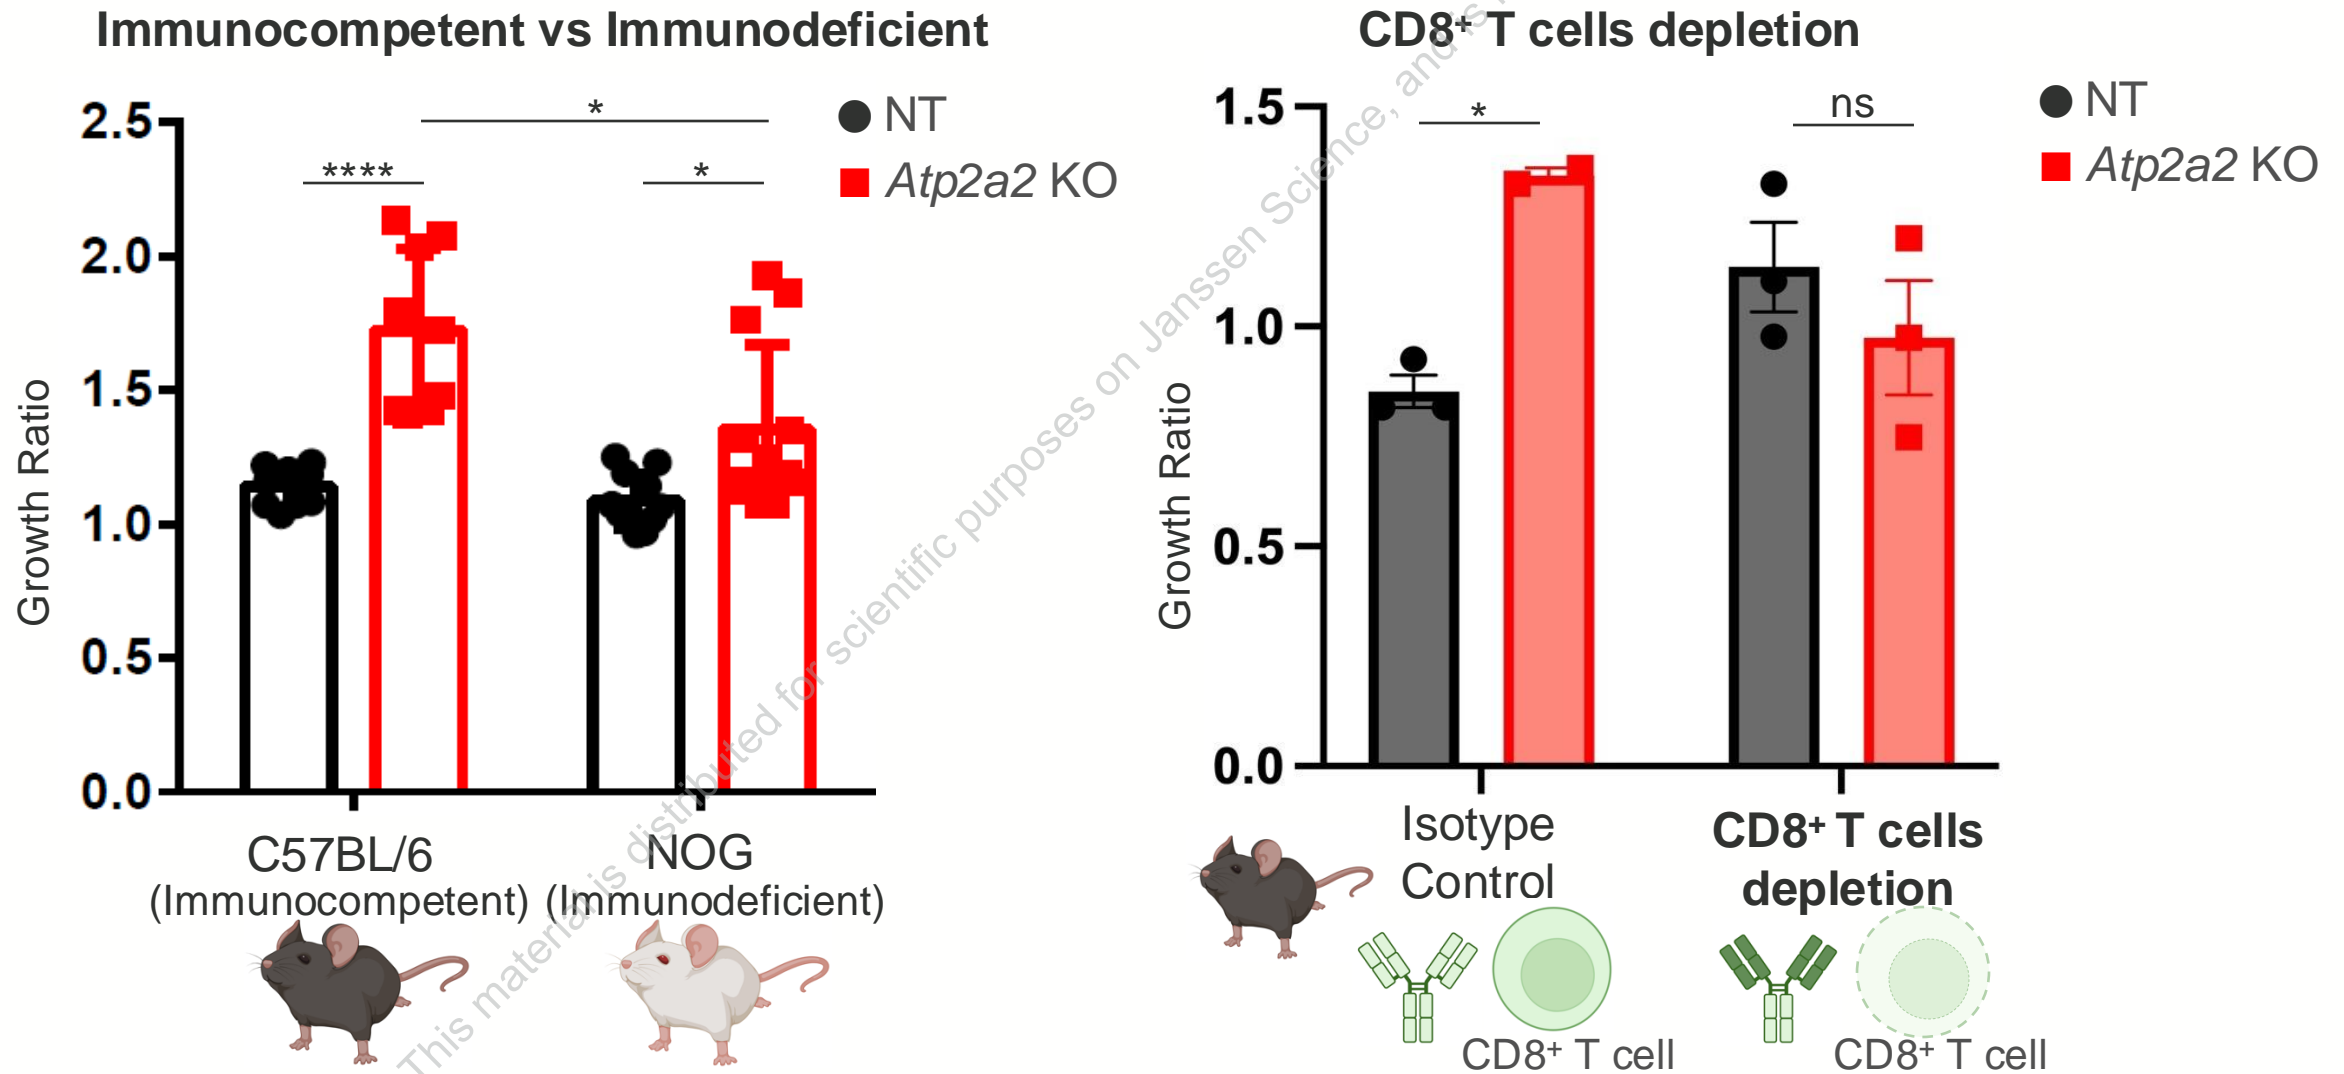 Immunocompetent vs Immunodeficient
2.5
2.0
1.5
1.0
0.5
0.0
Growth Ratio
****
*
*
NT
Atp2a2 KO
C57BL/6
(Immunocompetent)
NOG
(Immunodeficient)
CD8⁺ T cells depletion
1.5
1.0
0.5
0.0
Growth Ratio
*
ns
NT
Atp2a2 KO
Isotype
Control
CD8⁺ T cells
depletion
CD8⁺ T cell
CD8⁺ T cell
This material is distributed for scientific purposes on Janssen Science, and is